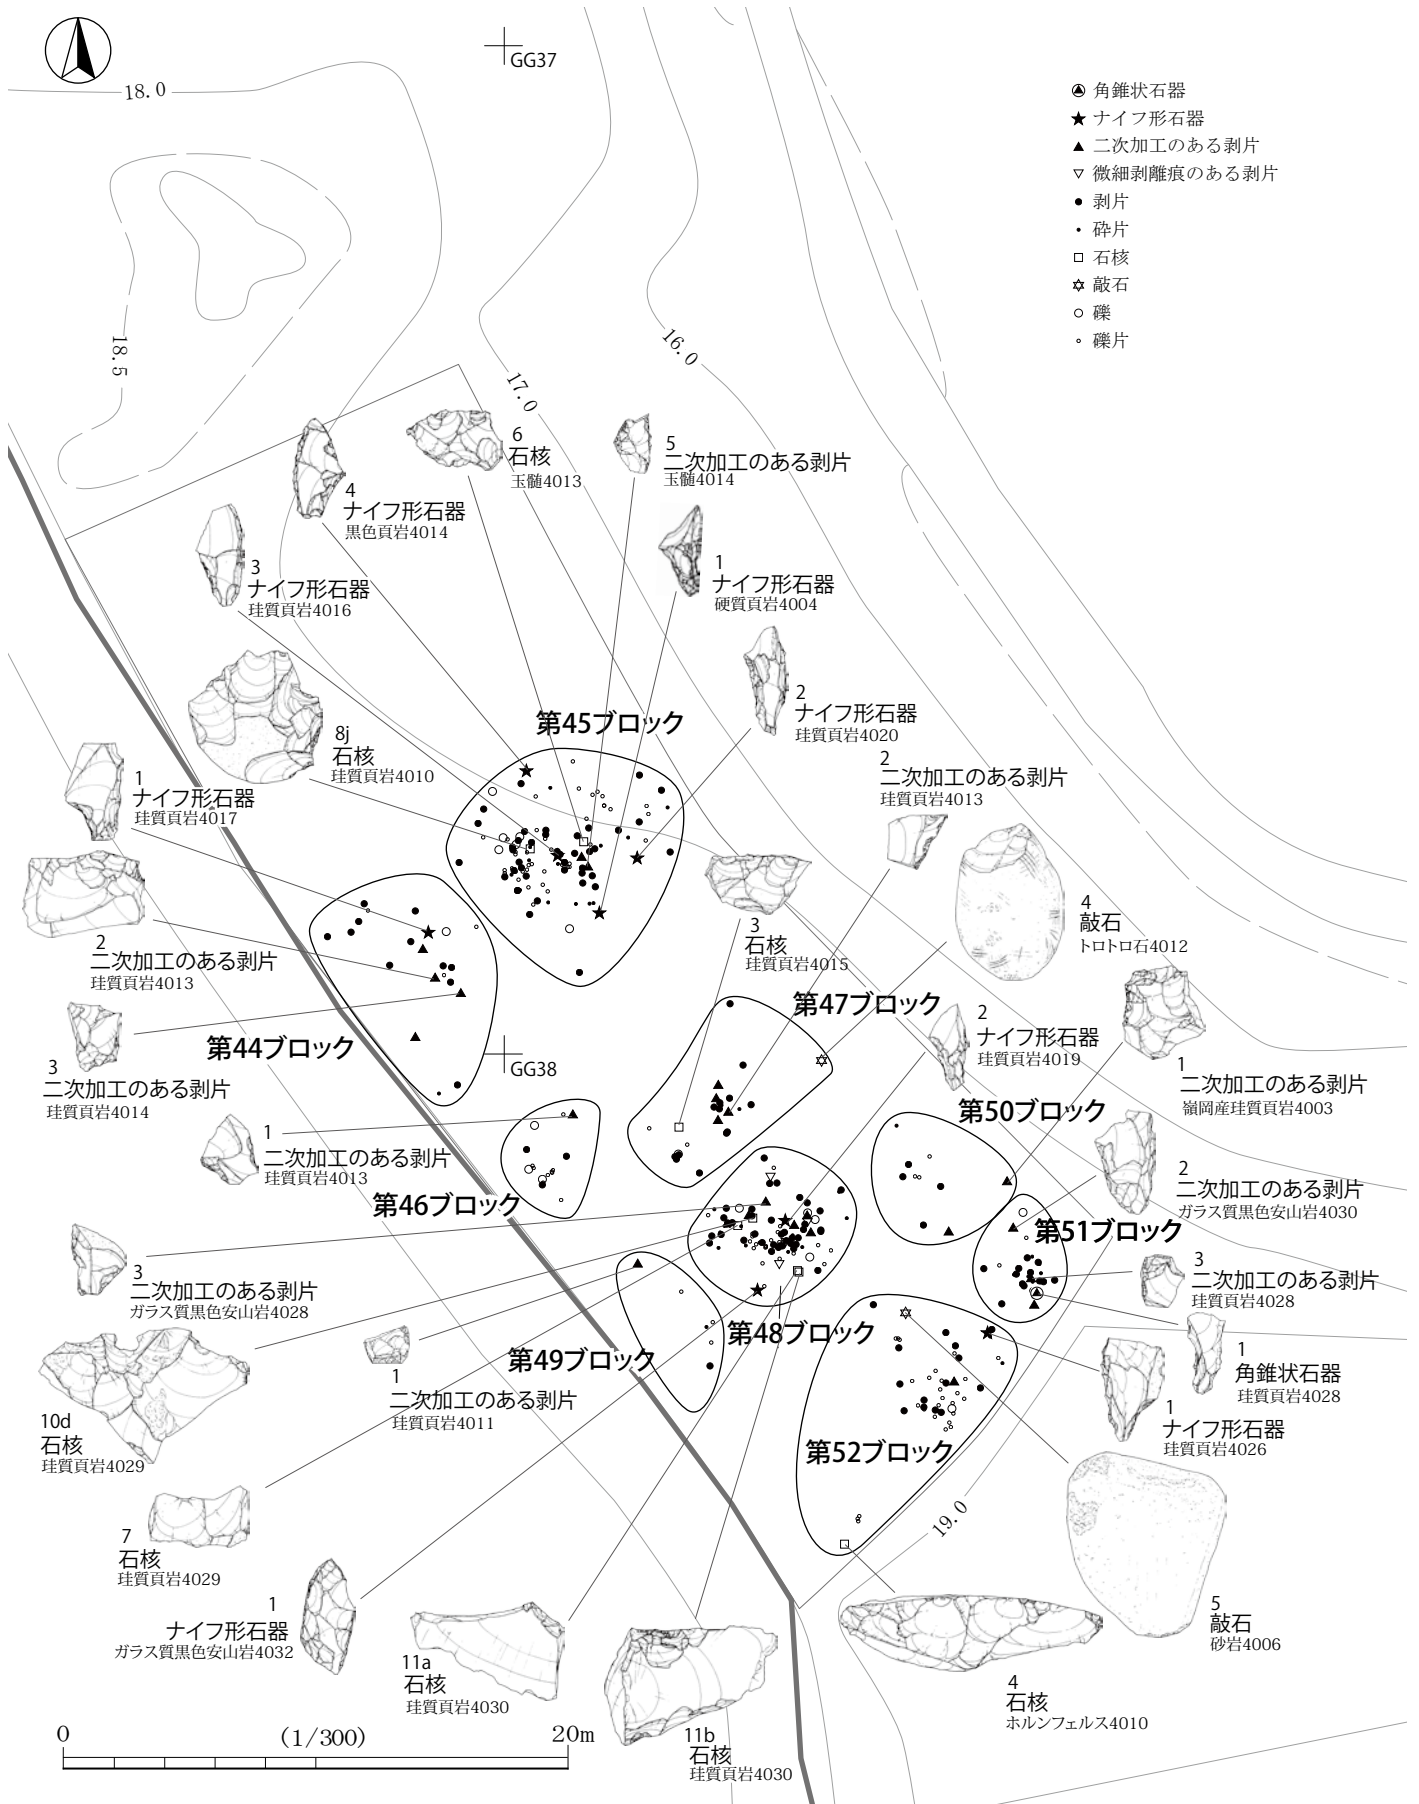 GG37
18.0
角錐状石器
ナイフ形石器
二次加工のある剥片
微細剥離痕のある剥片
剥片
砕片
石核
敲石
礫
礫片
18.5
16.0
17.0
6
石核
玉髄4013
5
二次加工のある剥片
玉髄4014
4
ナイフ形石器
黒色頁岩4014
3
ナイフ形石器
珪質頁岩4016
1
ナイフ形石器
硬質頁岩4004
2
ナイフ形石器
珪質頁岩4020
第45ブロック
8j
石核
珪質頁岩4010
2
二次加工のある剥片
珪質頁岩4013
1
ナイフ形石器
珪質頁岩4017
4
敲石
トロトロ石4012
3
石核
珪質頁岩4015
2
二次加工のある剥片
珪質頁岩4013
第47ブロック
2
ナイフ形石器
珪質頁岩4019
第44ブロック
GG38
3
二次加工のある剥片
珪質頁岩4014
1
二次加工のある剥片
嶺岡産珪質頁岩4003
第50ブロック
1
二次加工のある剥片
珪質頁岩4013
2
二次加工のある剥片
ガラス質黒色安山岩4030
第46ブロック
第51ブロック
3
二次加工のある剥片
ガラス質黒色安山岩4028
3
二次加工のある剥片
珪質頁岩4028
第48ブロック
第49ブロック
1
角錐状石器
珪質頁岩4028
1
二次加工のある剥片
珪質頁岩4011
10d
石核
珪質頁岩4029
1
ナイフ形石器
珪質頁岩4026
第52ブロック
19.0
7
石核
珪質頁岩4029
1
ナイフ形石器
ガラス質黒色安山岩4032
5
敲石
砂岩4006
11a
石核
珪質頁岩4030
4
石核
ホルンフェルス4010
11b
石核
珪質頁岩4030
0
(1/300)
20m